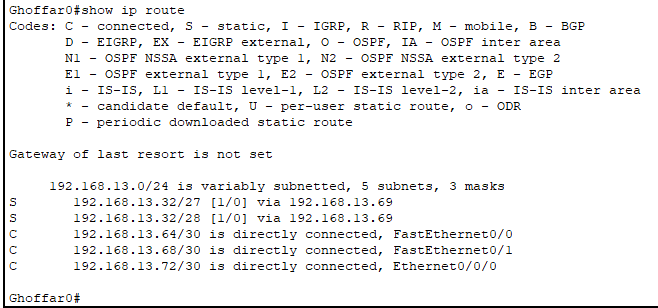 Ghoffar0#show ip route
Codes: C - connected, S - static, I - IGRP, R - RIP, M - mobile, B - BGP
       D - EIGRP, EX - EIGRP external, O - OSPF, IA - OSPF inter area
       N1 - OSPF NSSA external type 1, N2 - OSPF NSSA external type 2
       E1 - OSPF external type 1, E2 - OSPF external type 2, E - EGP
       i - IS-IS, L1 - IS-IS level-1, L2 - IS-IS level-2, ia - IS-IS inter area
       * - candidate default, U - per-user static route, o - ODR
       P - periodic downloaded static route

Gateway of last resort is not set

     192.168.13.0/24 is variably subnetted, 5 subnets, 3 masks
S       192.168.13.32/27 [1/0] via 192.168.13.69
S       192.168.13.32/28 [1/0] via 192.168.13.69
C       192.168.13.64/30 is directly connected, FastEthernet0/0
C       192.168.13.68/30 is directly connected, FastEthernet0/1
C       192.168.13.72/30 is directly connected, Ethernet0/0/0

Ghoffar0#